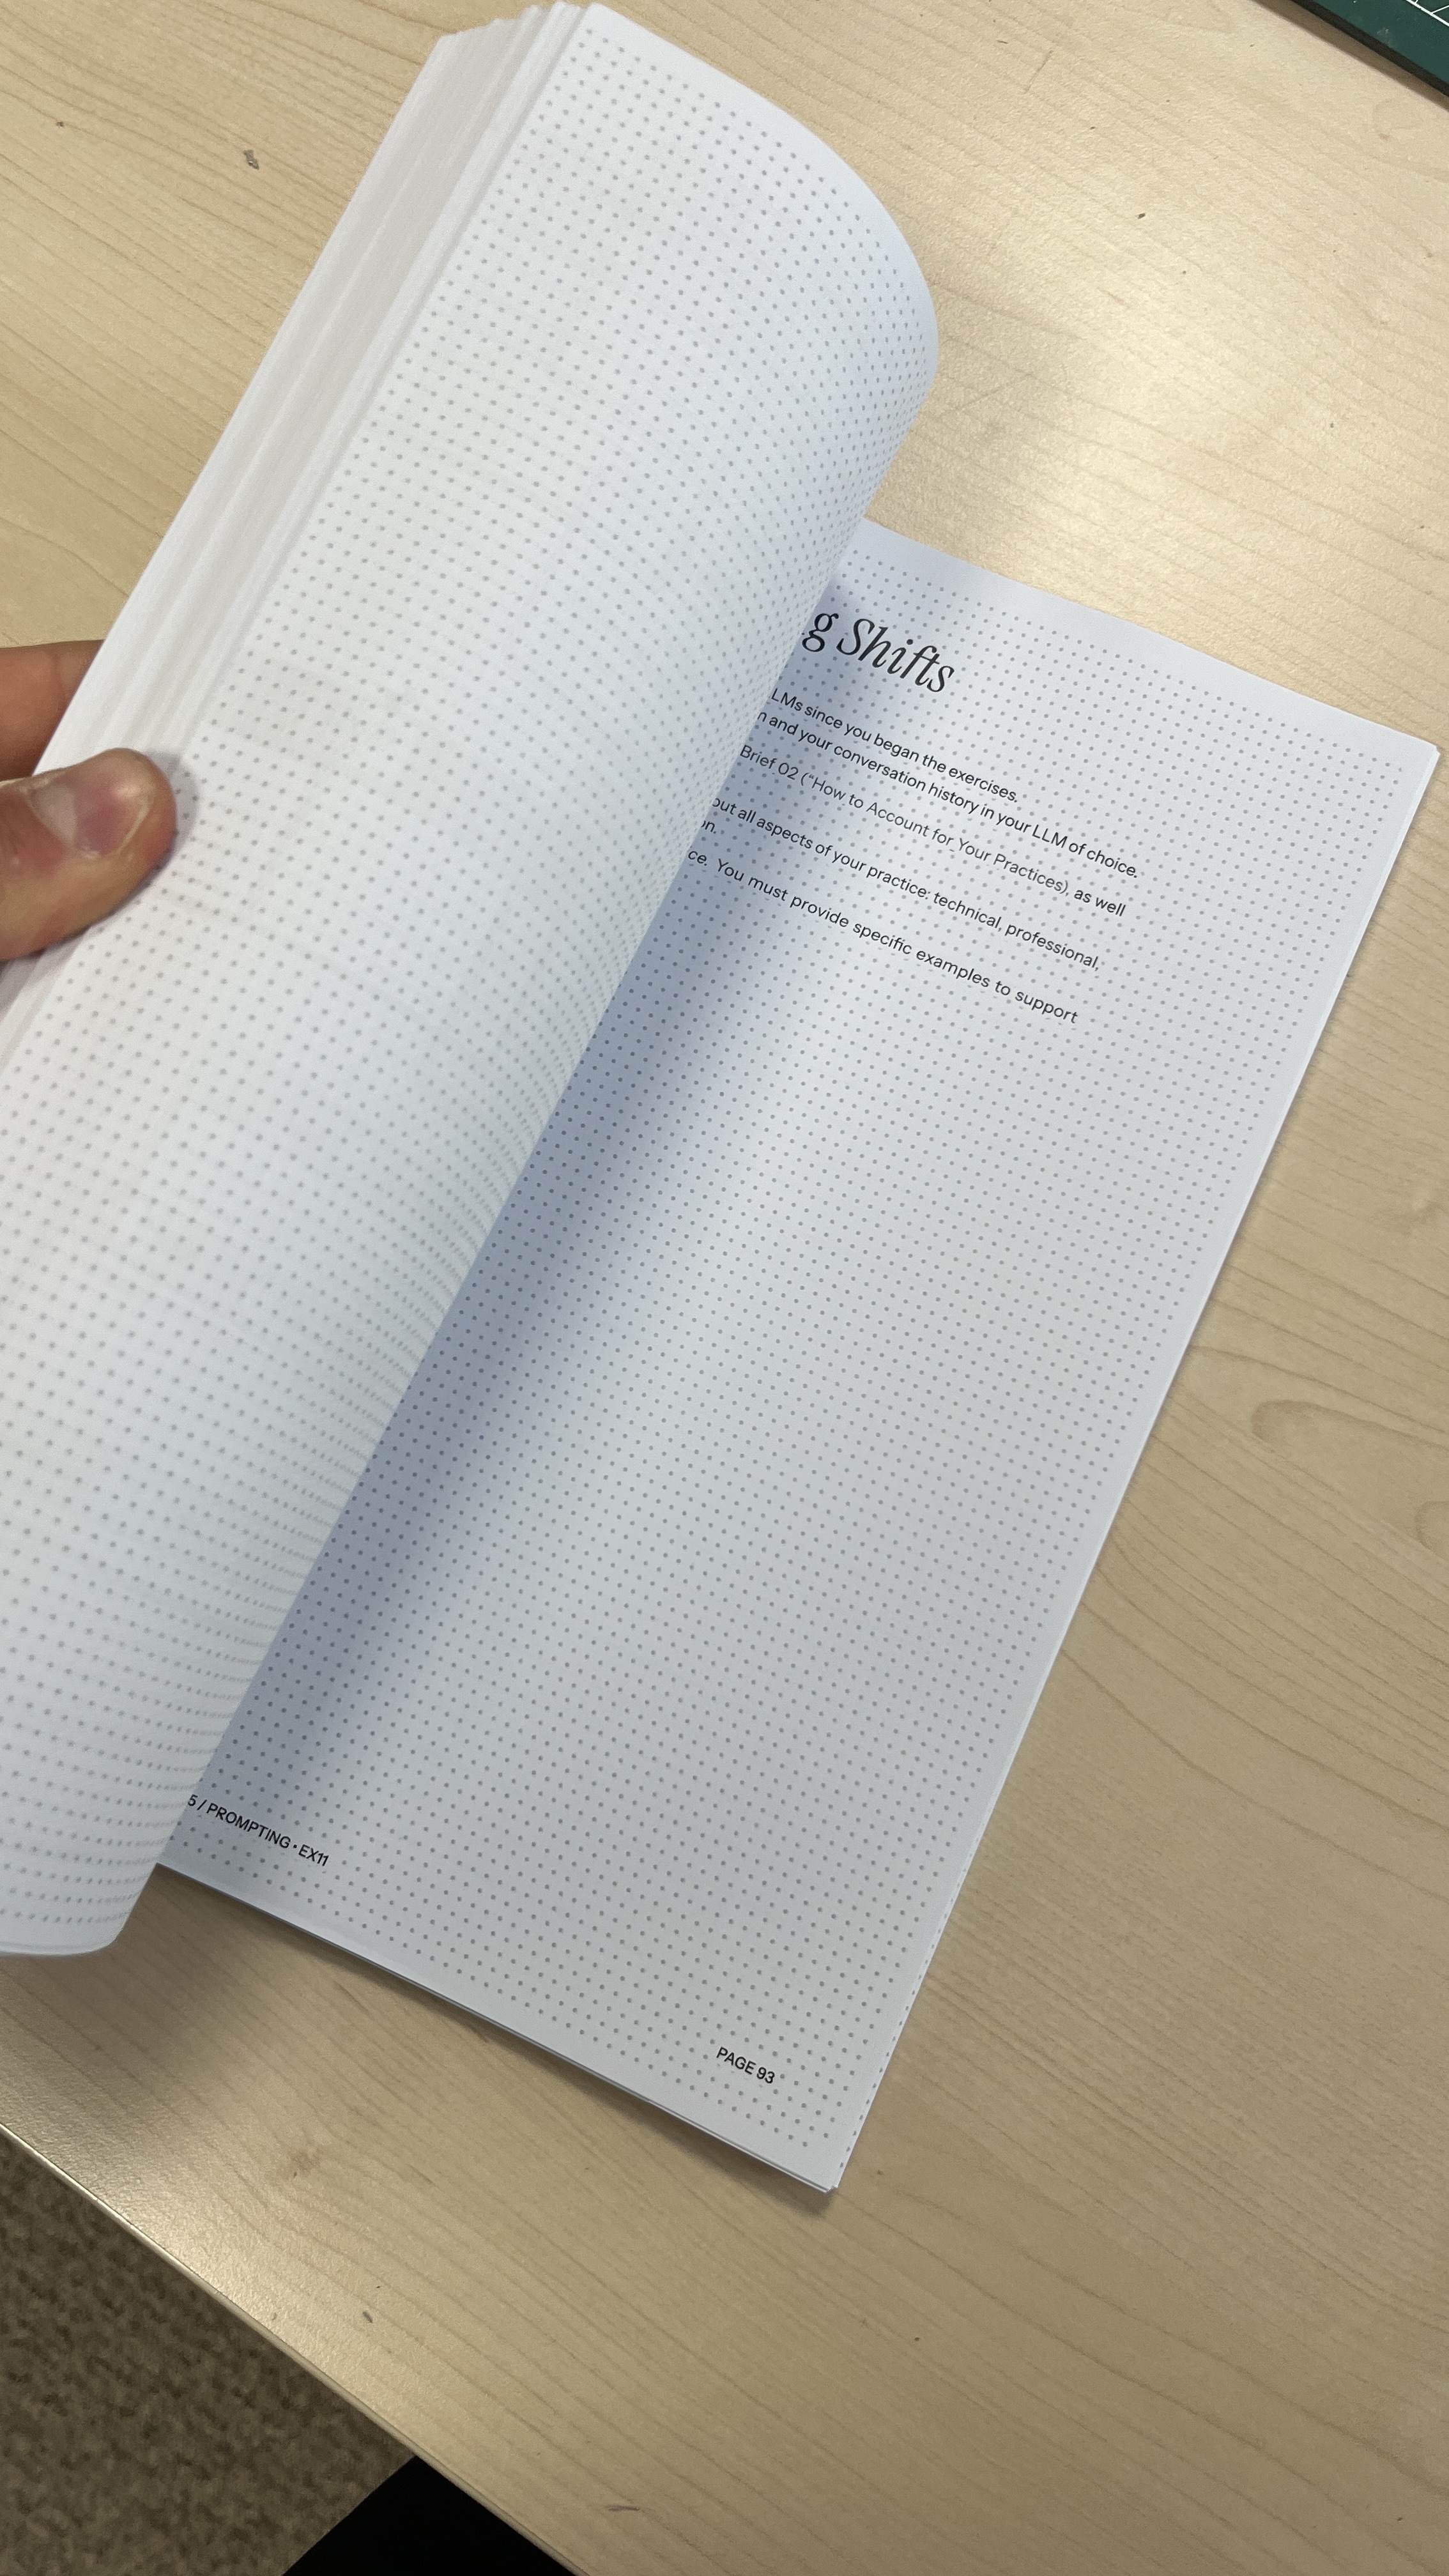 g Shifts
LMs since you began the exercises.
n and your conversation history in your LLM of choice.
Brief 02 ("How to Account for Your Practices), as well
out all aspects of your practice: technical, professional,
on.
ce. You must provide specific examples to support
5 / PROMPTING • EX11
PAGE 93